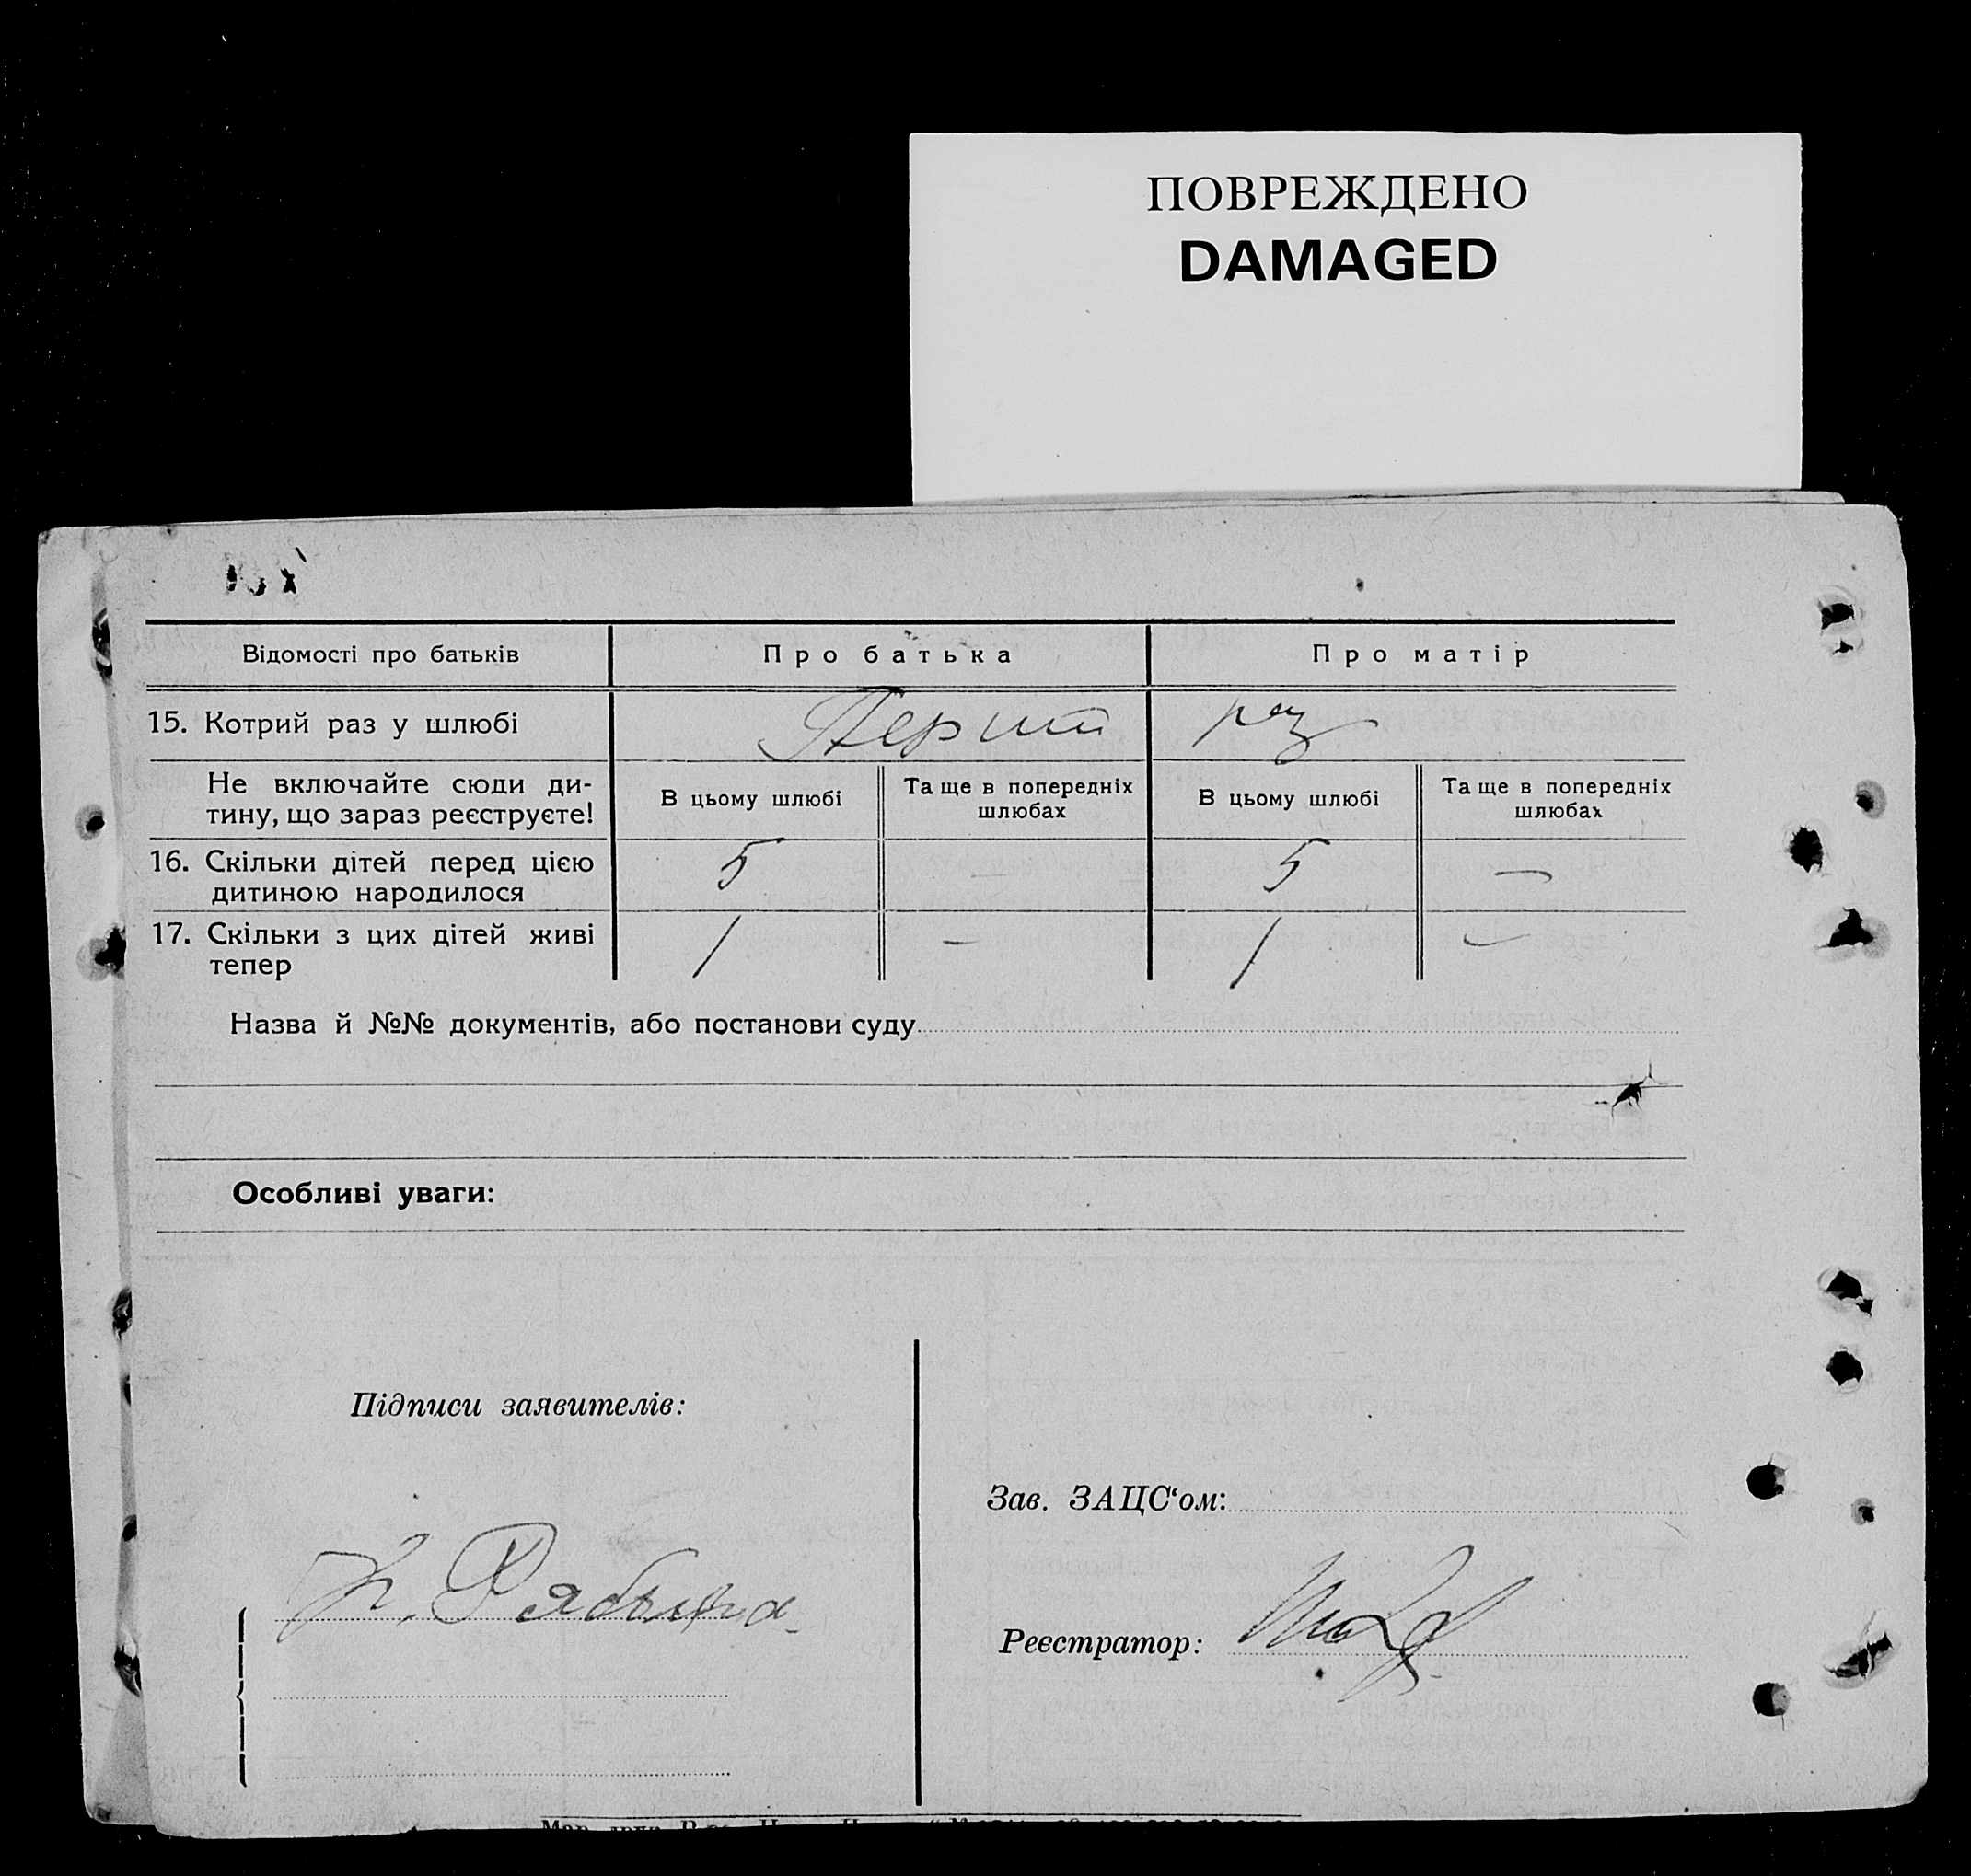 ПОВРЕЖДЕНО
DAMAGED
Відомості про батьків Про батька Про матір
15. Котрий раз у шлюбі Перший раз
Не включайте сюди ди-
тину, що зараз реєструєте!
В цьому шлюбі Та ще в попередніх шлюбах В цьому шлюбі Та ще в попередніх шлюбах
16. Скільки дітей перед цією
дитиною народилося 5 — 5 —
17. Скільки з цих дітей живі
тепер 1 — 1 —
Назва й №№ документів, або постанови суду
Особливі уваги:
Підписи заявителів:
Зав. ЗАЦС‘ом:
Реєстратор: